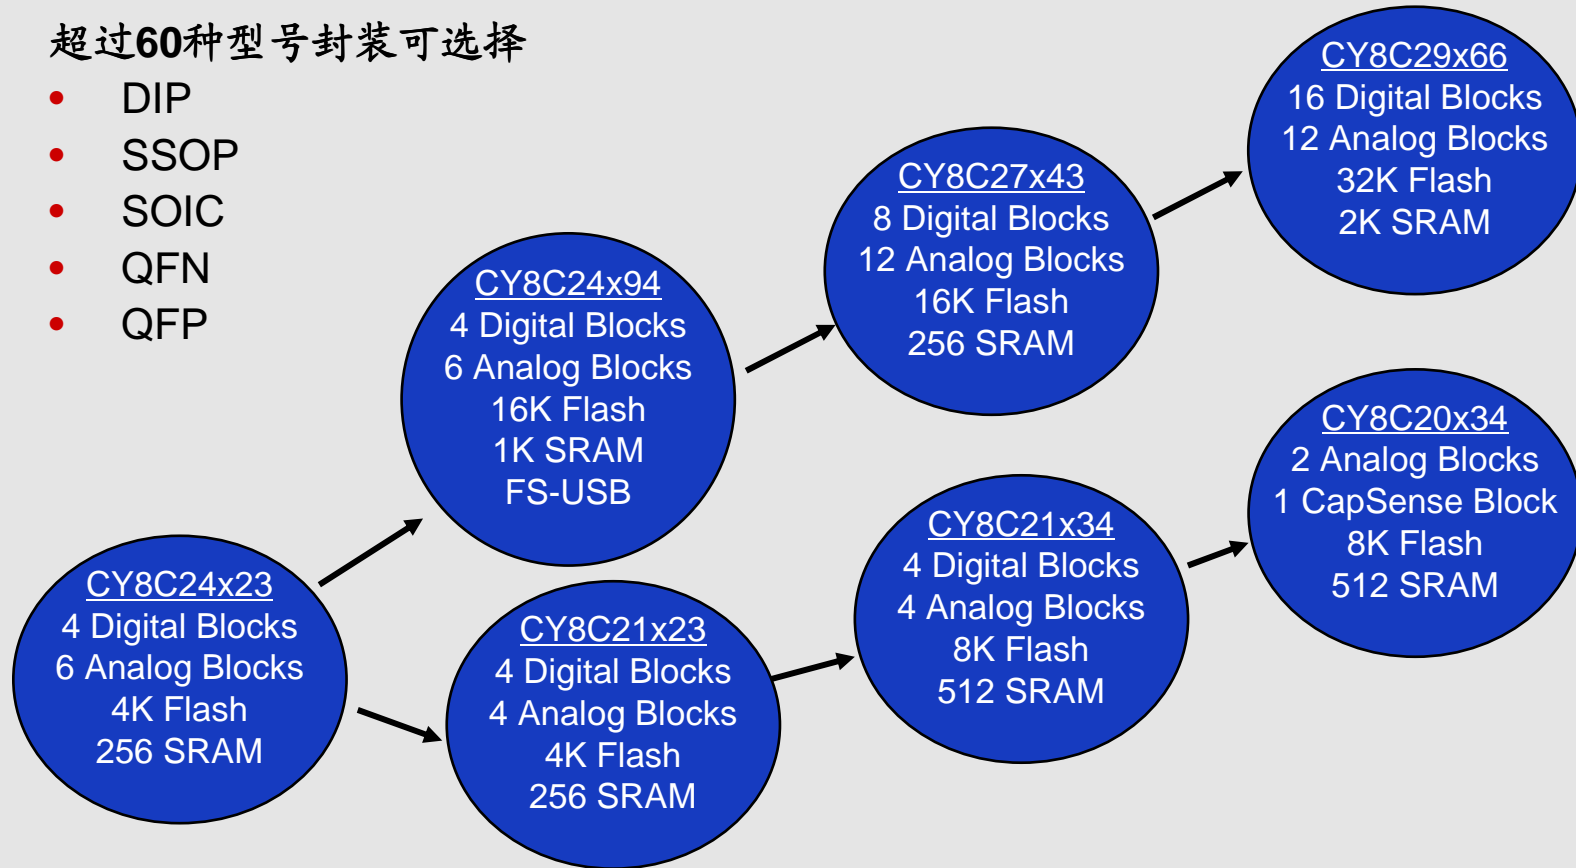 超过60种型号封装可选择
• DIP
• SSOP
• SOIC
• QFN
• QFP
CY8C24x23
4 Digital Blocks
6 Analog Blocks
4K Flash
256 SRAM
CY8C24x94
4 Digital Blocks
6 Analog Blocks
16K Flash
1K SRAM
FS-USB
CY8C27x43
8 Digital Blocks
12 Analog Blocks
16K Flash
256 SRAM
CY8C29x66
16 Digital Blocks
12 Analog Blocks
32K Flash
2K SRAM
CY8C21x23
4 Digital Blocks
4 Analog Blocks
4K Flash
256 SRAM
CY8C21x34
4 Digital Blocks
4 Analog Blocks
8K Flash
512 SRAM
CY8C20x34
2 Analog Blocks
1 CapSense Block
8K Flash
512 SRAM